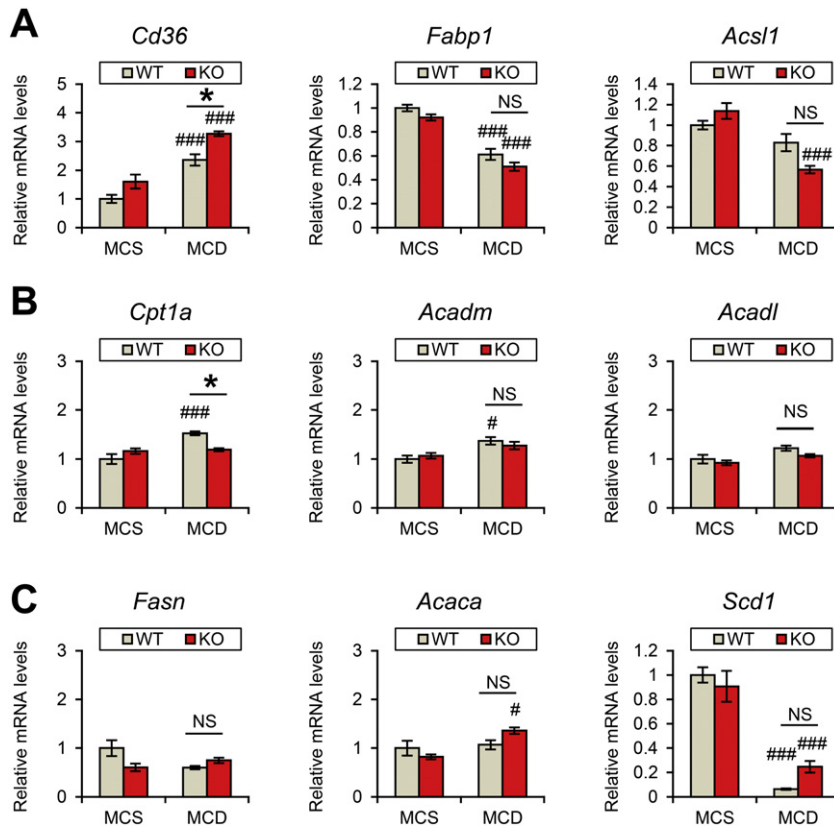 A
Cd36
Fabp1
Acsl1
WT KO
WT KO
WT KO
Relative mRNA levels
5
4
3
2
1
0
###
*
###
MCS MCD
Relative mRNA levels
1.2
1
0.8
0.6
0.4
0.2
0
NS
###
###
MCS MCD
Relative mRNA levels
1.4
1.2
1
0.8
0.6
0.4
0.2
0
NS
###
MCS MCD
B
Cpt1a
Acadm
Acadl
WT KO
WT KO
WT KO
Relative mRNA levels
3
2
1
0
*
###
MCS MCD
Relative mRNA levels
3
2
1
0
NS
#
MCS MCD
Relative mRNA levels
3
2
1
0
NS
MCS MCD
C
Fasn
Acaca
Scd1
WT KO
WT KO
WT KO
Relative mRNA levels
3
2
1
0
NS
MCS MCD
Relative mRNA levels
3
2
1
0
NS
#
MCS MCD
Relative mRNA levels
1.2
1
0.8
0.6
0.4
0.2
0
NS
###
###
MCS MCD